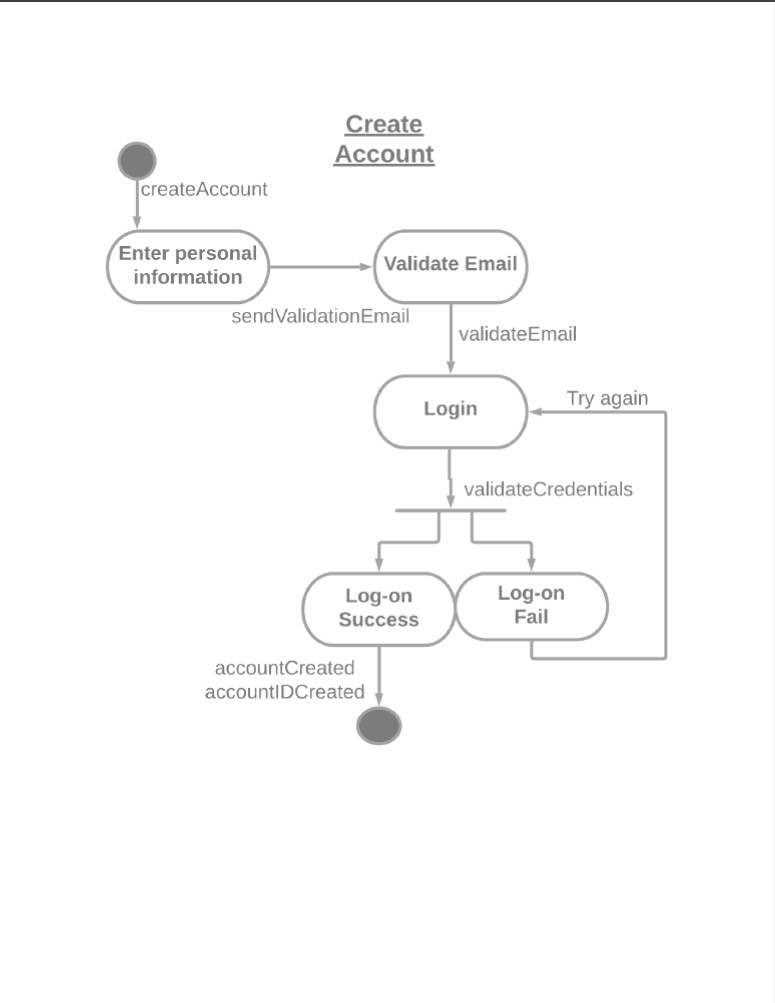 Create
Account
createAccount
Enter personal
information
Validate Email
sendValidationEmail
validateEmail
Login
Try again
validateCredentials
Log-on
Success
Log-on
Fail
accountCreated
accountIDCreated